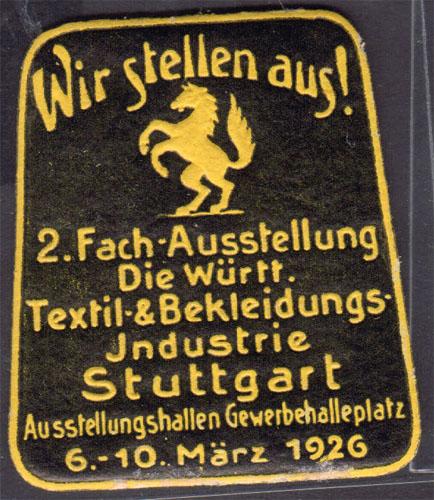 Wir stellen aus!
2. Fach-Ausstellung
Die Württ.
Textil-&Bekleidungs-
Jndustrie
Stuttgart
Ausstellungshallen Gewerbehalleplatz
6.-10. März 1926